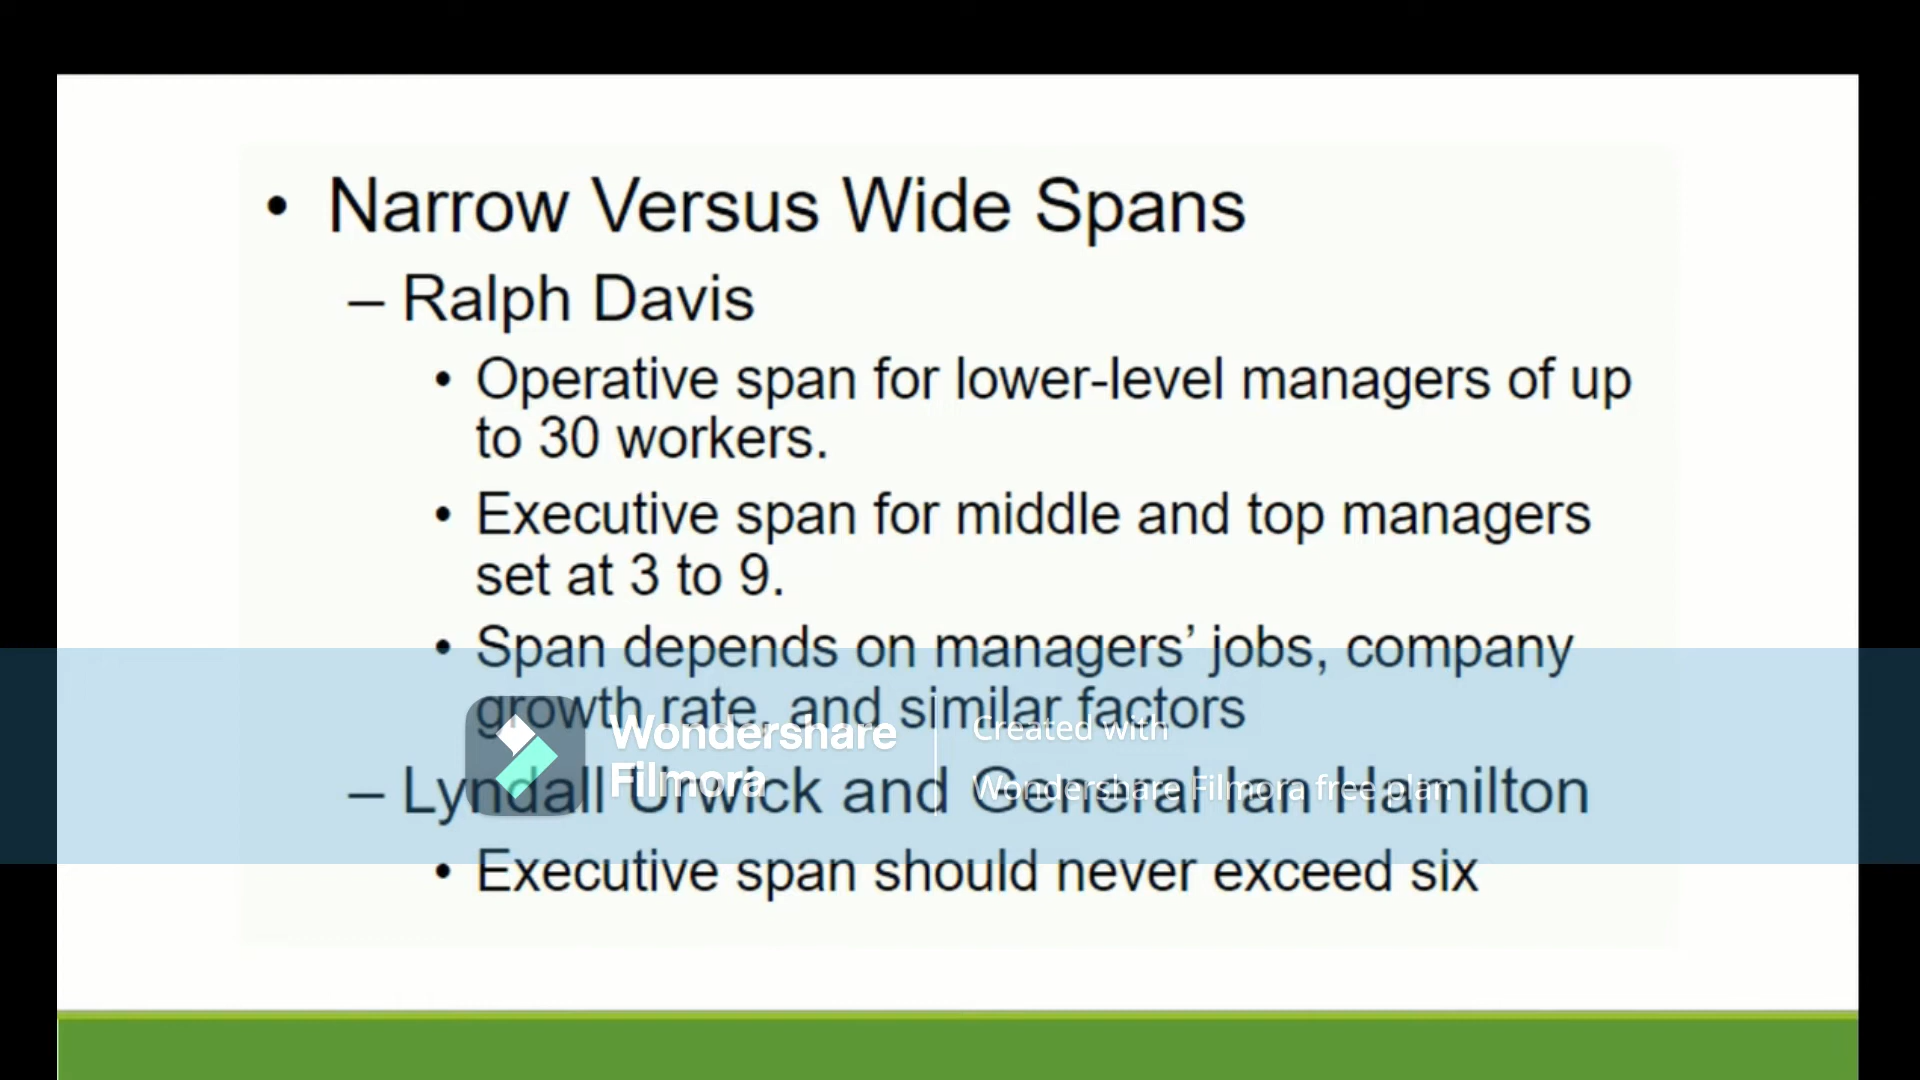 • Narrow Versus Wide Spans
– Ralph Davis
• Operative span for lower-level managers of up
to 30 workers.
• Executive span for middle and top managers
set at 3 to 9.
• Span depends on managers’ jobs, company
growth rate, and similar factors
Wondershare
Filmora
Created with
Wondershare Filmora free plan
– Lyndall Urwick and General Ian Hamilton
• Executive span should never exceed six